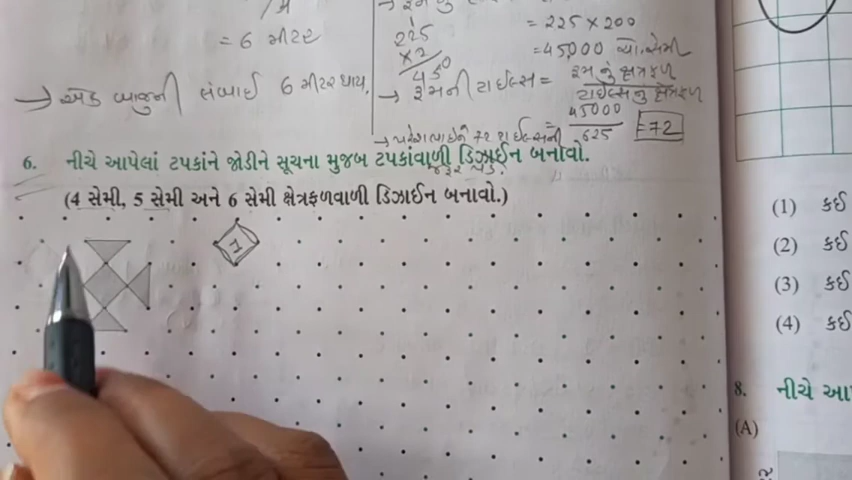 = 6 મીટર
→ એક બાજુની લંબાઈ 6 મીટર થાય.
225
×2
450
= 225 × 200
= 45,000 ચો.સેમી
→ રૂમની ટાઈલ્સ = રૂમનું ક્ષેત્રફળ
ટાઈલ્સનું ક્ષેત્રફળ
= 45000
625
= 72
6. નીચે આપેલાં ટપકાંને જોડીને સૂચના મુજબ ટપકાંવાળી ડિઝાઈન બનાવો.
(4 સેમી, 5 સેમી અને 6 સેમી ક્ષેત્રફળવાળી ડિઝાઈન બનાવો.)
1
(1) કઈ
(2) કઈ
(3) કઈ
(4) કઈ
8. નીચે આ
(A)